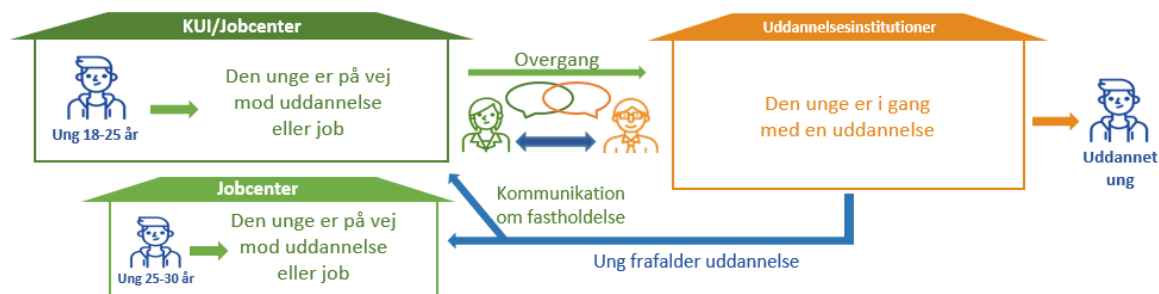 KUI/Jobcenter
Ung 18-25 år
Den unge er på vej
mod uddannelse
eller job
Overgang
Kommunikation
om fastholdelse
Uddannelsesinstitutioner
Den unge er i gang
med en uddannelse
Uddannet
ung
Jobcenter
Ung 25-30 år
Den unge er på vej
mod uddannelse
eller job
Ung frafalder uddannelse